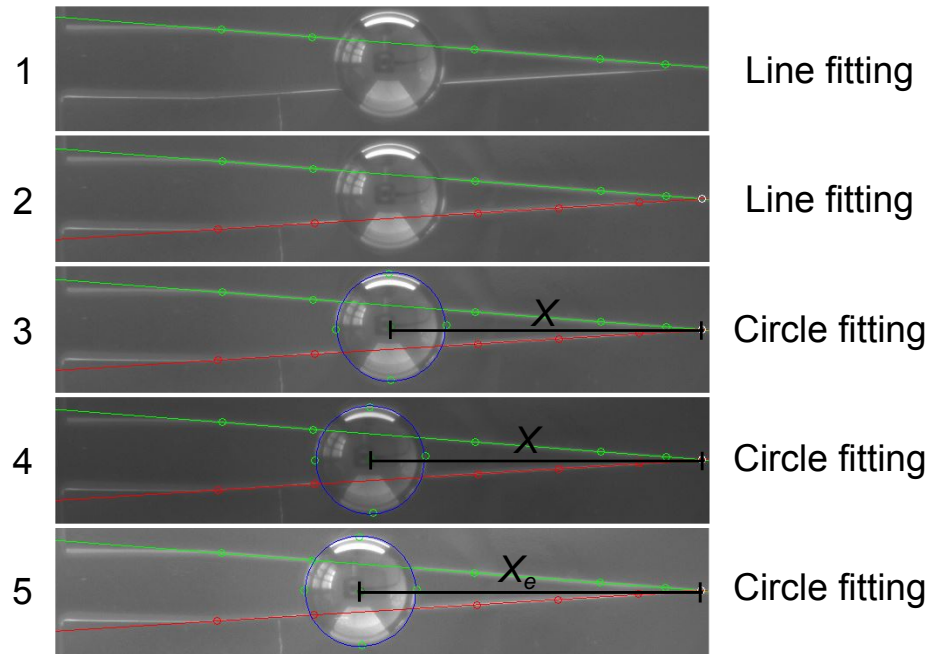 1 Line fitting
2 Line fitting
3 X Circle fitting
4 X Circle fitting
5 Xe Circle fitting